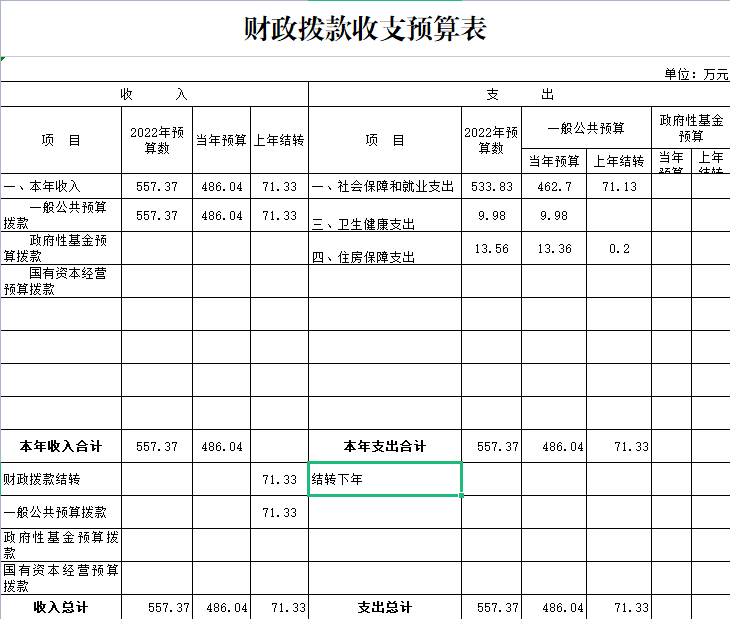 财政拨款收支预算表
单位：万元
收 入 支 出
项 目 2022年预算数 当年预算 上年结转 项 目 2022年预算数 一般公共预算 政府性基金预算
当年预算 上年结转 当年预算 上年结转
一、本年收入 557.37 486.04 71.33 一、社会保障和就业支出 533.83 462.7 71.13
一般公共预算拨款 557.37 486.04 71.33 三、卫生健康支出 9.98 9.98
政府性基金预算拨款 四、住房保障支出 13.56 13.36 0.2
国有资本经营预算拨款
本年收入合计 557.37 486.04 本年支出合计 557.37 486.04 71.33
财政拨款结转 71.33 结转下年
一般公共预算拨款 71.33
政府性基金预算拨款
国有资本经营预算拨款
收入总计 557.37 486.04 71.33 支出总计 557.37 486.04 71.33